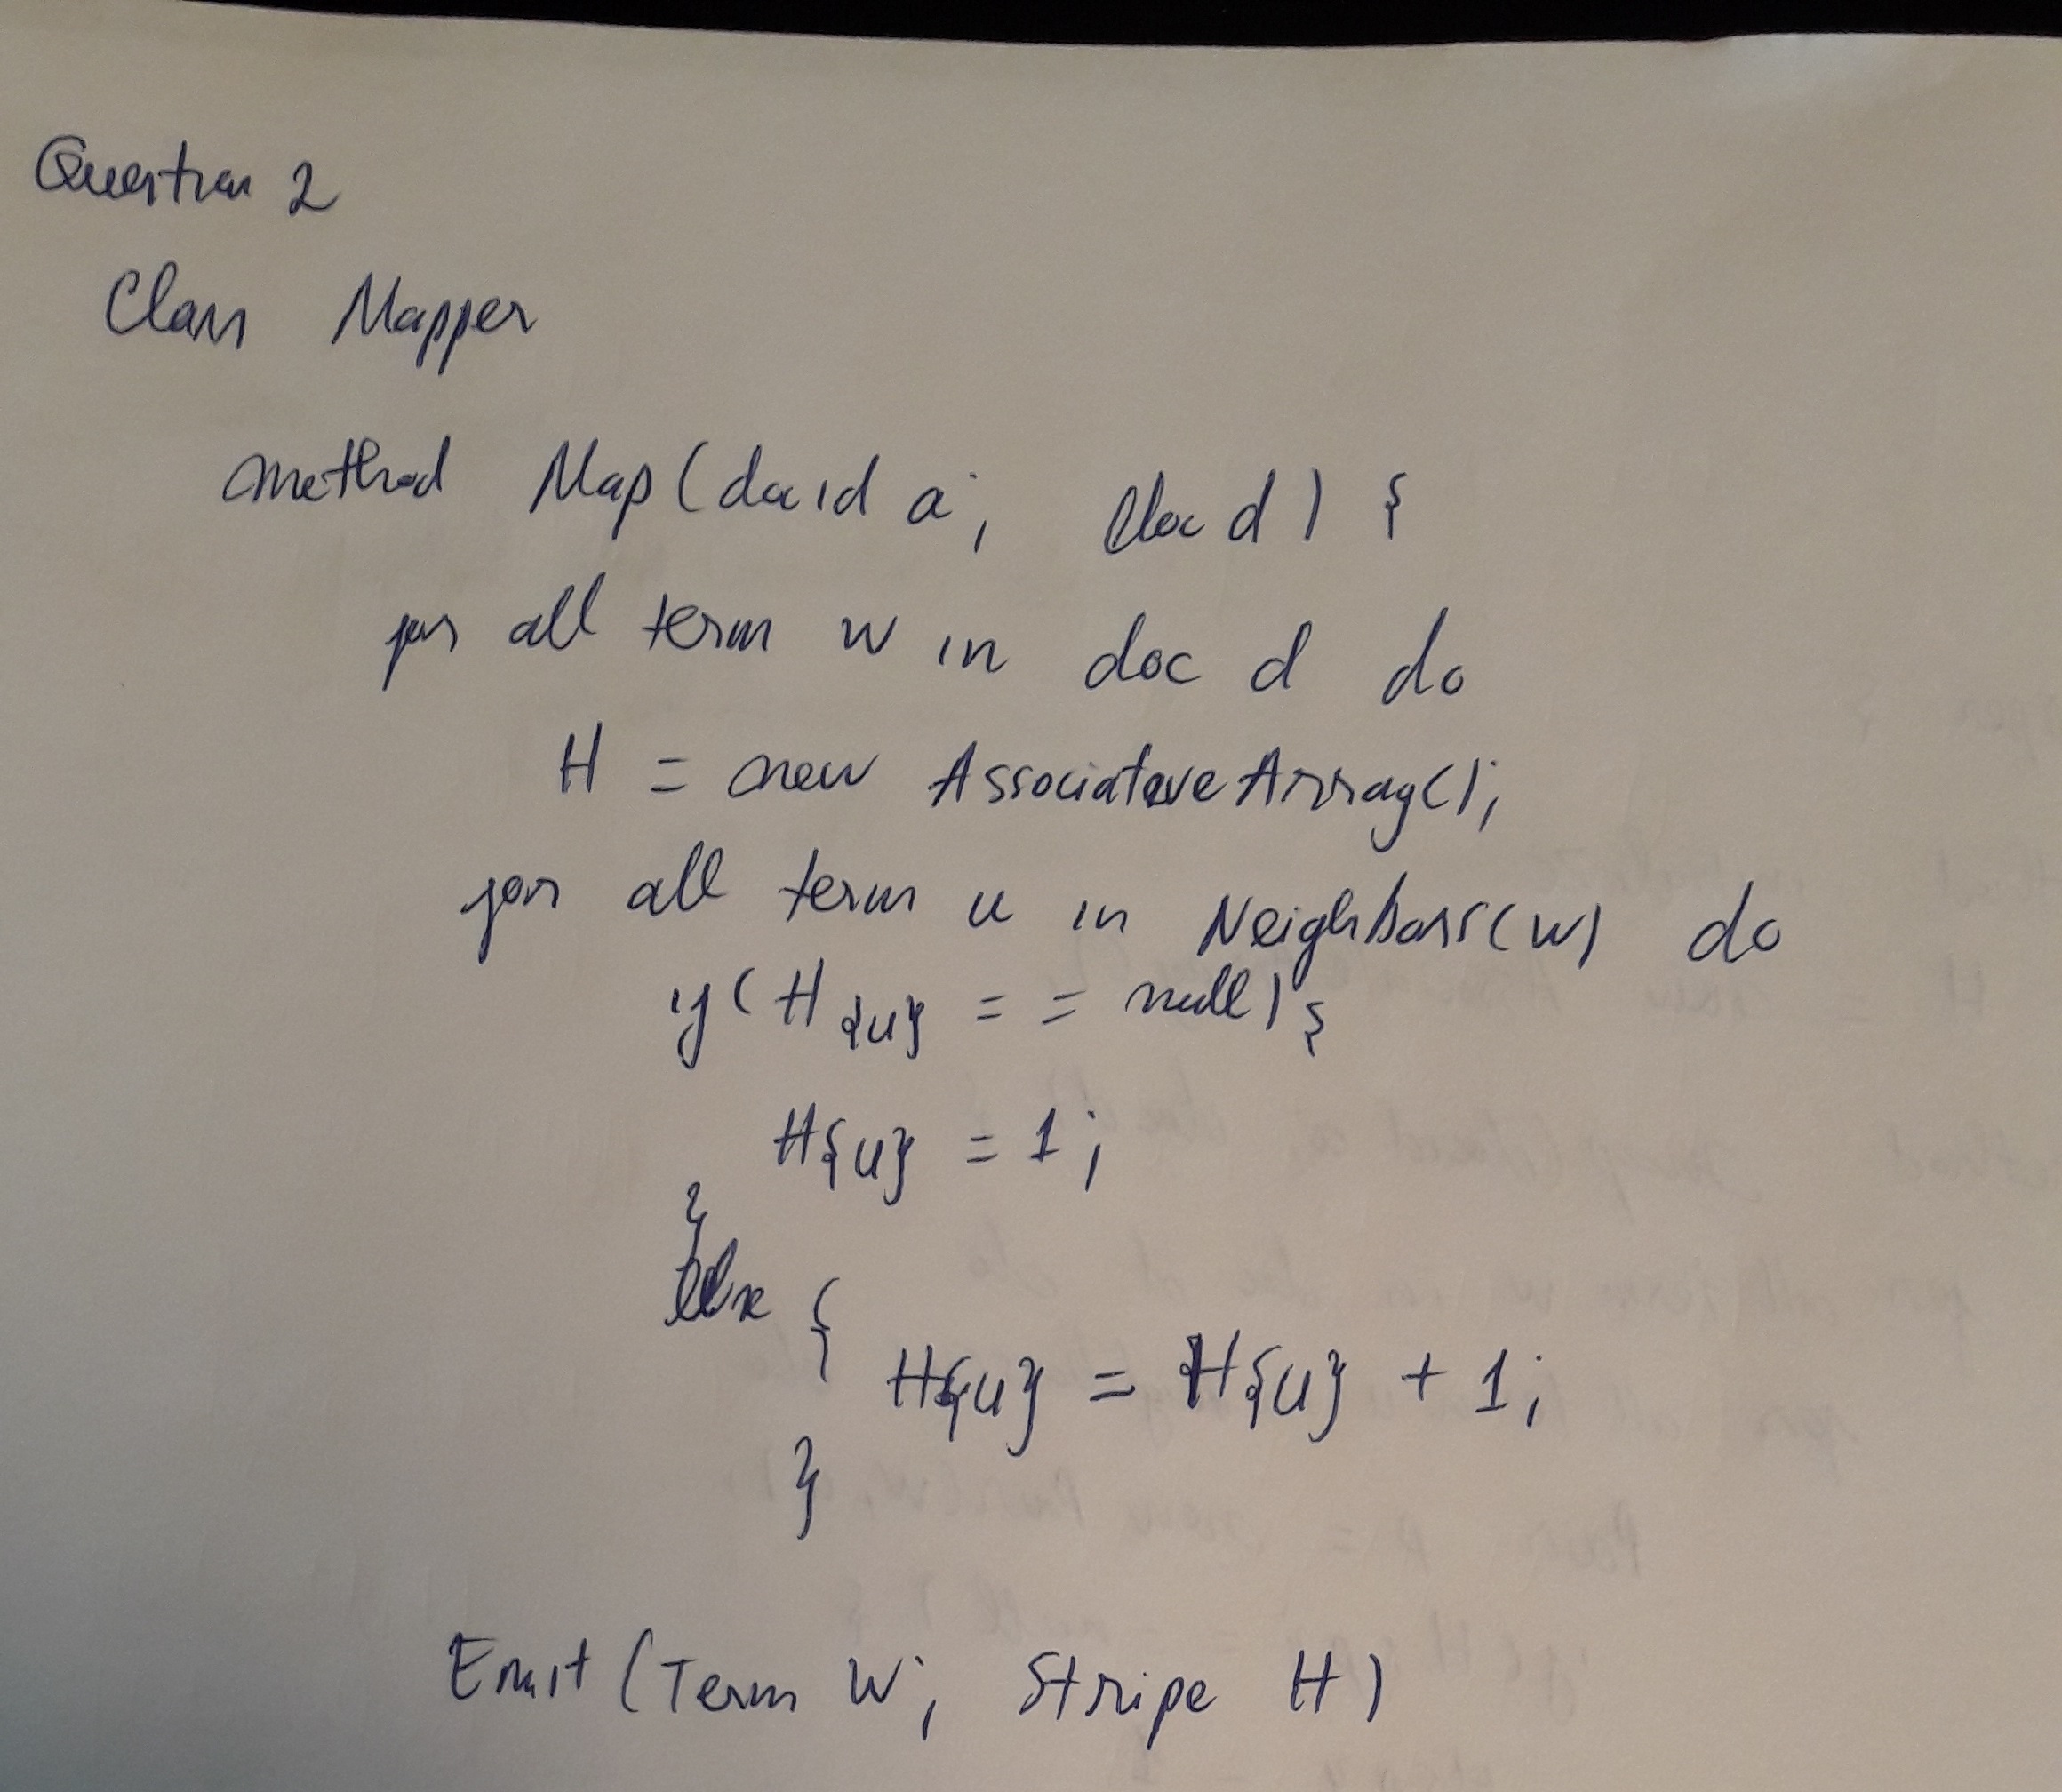 Question 2
Class Mapper
method Map(docid a; Doc d) {
for all term w in doc d do
H = new AssociativeArray();
for all term u in Neighbors(w) do
if(H{u} == null){
H{u} = 1;
}
else {
H{u} = H{u} + 1;
}
Emit (Term W; Stripe H)